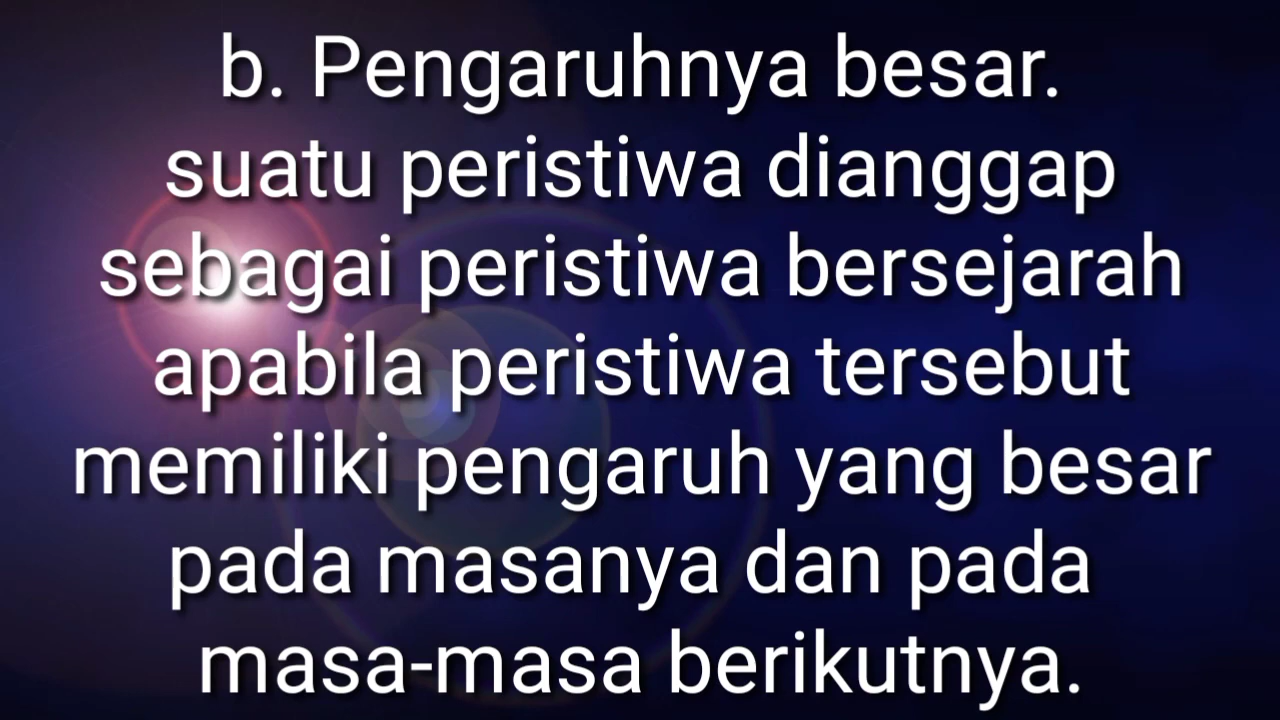 b. Pengaruhnya besar.
suatu peristiwa dianggap
sebagai peristiwa bersejarah
apabila peristiwa tersebut
memiliki pengaruh yang besar
pada masanya dan pada
masa-masa berikutnya.